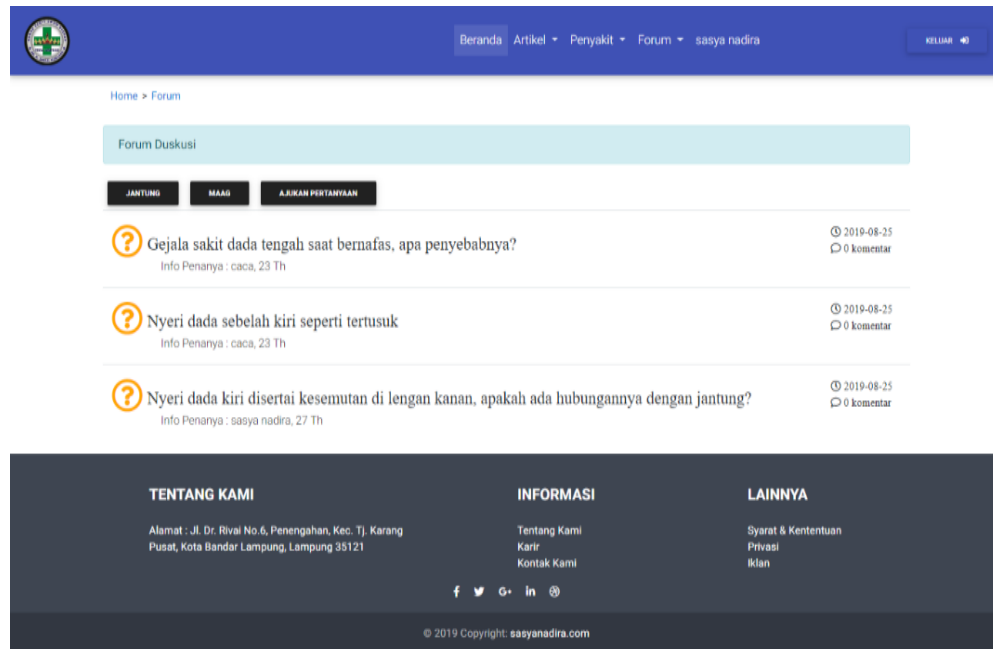 Beranda Artikel Penyakit Forum sasya nadira KELUAR
Home > Forum
Forum Duskusi
JANTUNG MAAG AJUKAN PERTANYAAN
Gejala sakit dada tengah saat bernafas, apa penyebabnya?
Info Penanya : caca, 23 Th
2019-08-25
0 komentar
Nyeri dada sebelah kiri seperti tertusuk
Info Penanya : caca, 23 Th
2019-08-25
0 komentar
Nyeri dada kiri disertai kesemutan di lengan kanan, apakah ada hubungannya dengan jantung?
Info Penanya : sasya nadira, 27 Th
2019-08-25
0 komentar
TENTANG KAMI
Alamat : Jl. Dr. Rivai No.6, Penengahan, Kec. Tj. Karang
Pusat, Kota Bandar Lampung, Lampung 35121
INFORMASI
Tentang Kami
Karir
Kontak Kami
LAINNYA
Syarat & Kententuan
Privasi
Iklan
© 2019 Copyright: sasyanadira.com